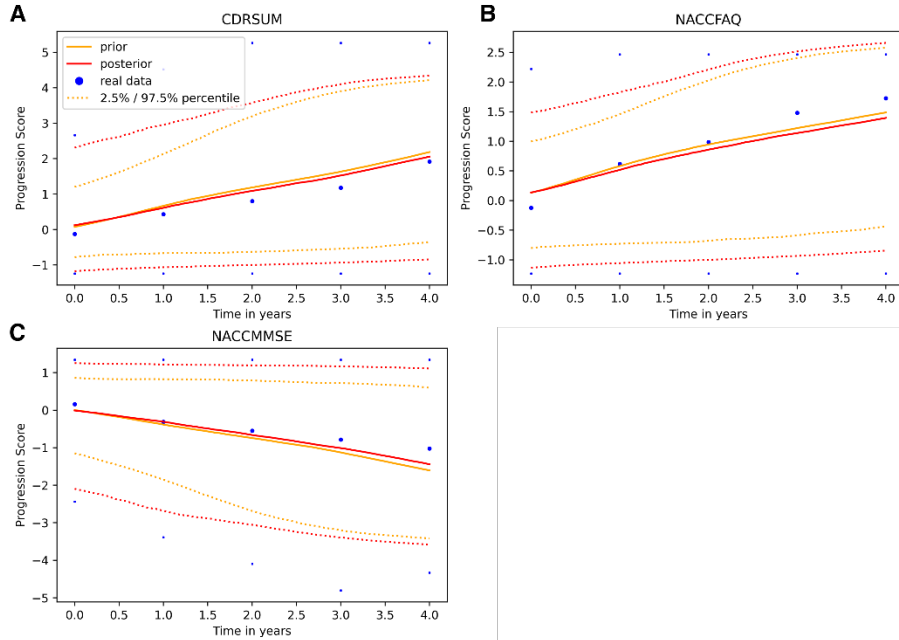 A
CDRSUM
prior
posterior
real data
2.5% / 97.5% percentile
Progression Score
5
4
3
2
1
0
−1
0.0 0.5 1.0 1.5 2.0 2.5 3.0 3.5 4.0
Time in years
B
NACCFAQ
Progression Score
2.5
2.0
1.5
1.0
0.5
0.0
−0.5
−1.0
0.0 0.5 1.0 1.5 2.0 2.5 3.0 3.5 4.0
Time in years
C
NACCMMSE
Progression Score
1
0
−1
−2
−3
−4
−5
0.0 0.5 1.0 1.5 2.0 2.5 3.0 3.5 4.0
Time in years